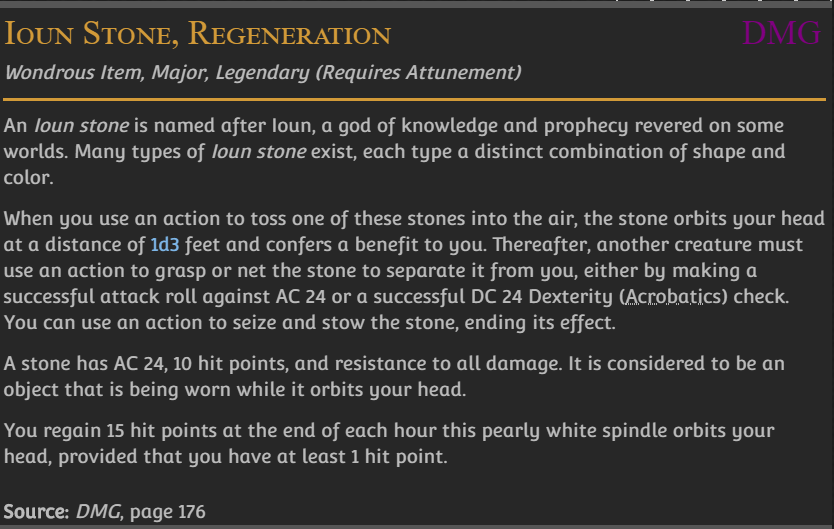 Ioun Stone, Regeneration DMG
Wondrous Item, Major, Legendary (Requires Attunement)
An Ioun stone is named after Ioun, a god of knowledge and prophecy revered on some
worlds. Many types of Ioun stone exist, each type a distinct combination of shape and
color.
When you use an action to toss one of these stones into the air, the stone orbits your head
at a distance of 1d3 feet and confers a benefit to you. Thereafter, another creature must
use an action to grasp or net the stone to separate it from you, either by making a
successful attack roll against AC 24 or a successful DC 24 Dexterity (Acrobatics) check.
You can use an action to seize and stow the stone, ending its effect.
A stone has AC 24, 10 hit points, and resistance to all damage. It is considered to be an
object that is being worn while it orbits your head.
You regain 15 hit points at the end of each hour this pearly white spindle orbits your
head, provided that you have at least 1 hit point.
Source: DMG, page 176